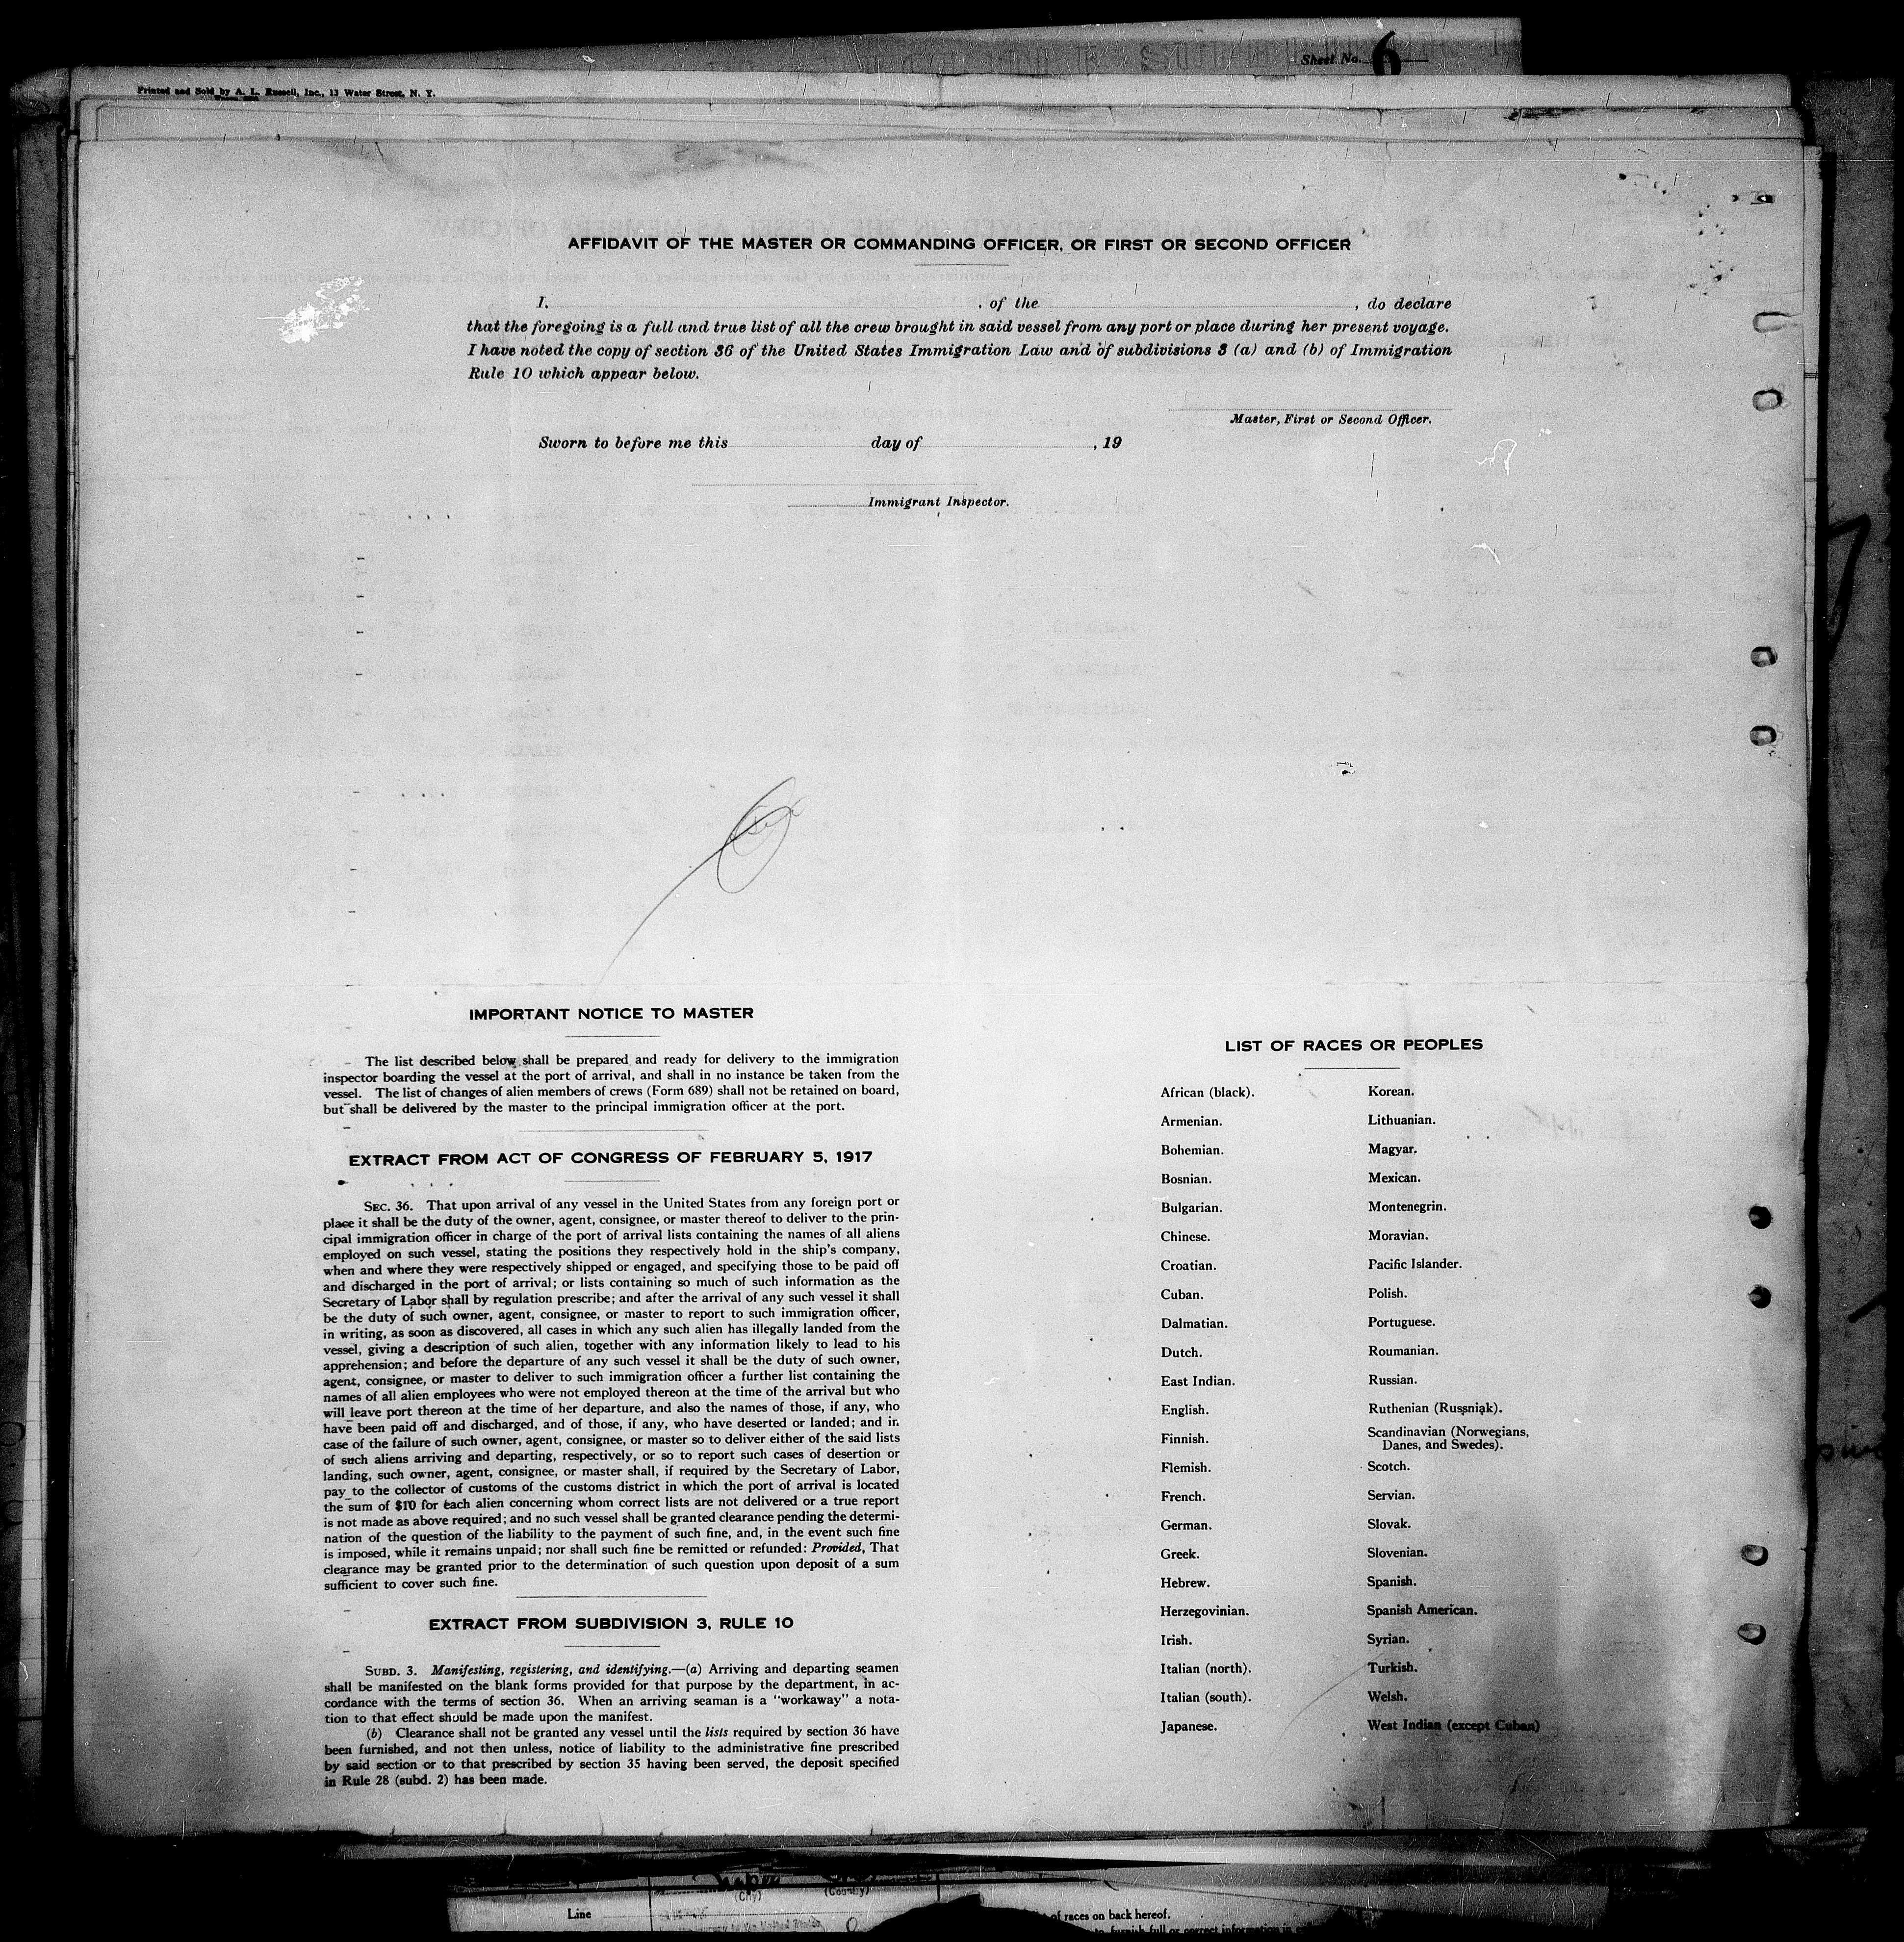 Sheet No. 6
Printed and Sold by A. L. Russell, Inc., 13 Water Street, N. Y.
AFFIDAVIT OF THE MASTER OR COMMANDING OFFICER, OR FIRST OR SECOND OFFICER
I, , of the , do declare
that the foregoing is a full and true list of all the crew brought in said vessel from any port or place during her present voyage.
I have noted the copy of section 36 of the United States Immigration Law and of subdivisions 3 (a) and (b) of Immigration
Rule 10 which appear below.
Master, First or Second Officer.
Sworn to before me this day of , 19
Immigrant Inspector.
IMPORTANT NOTICE TO MASTER
The list described below shall be prepared and ready for delivery to the immigration
inspector boarding the vessel at the port of arrival, and shall in no instance be taken from the
vessel. The list of changes of alien members of crews (Form 689) shall not be retained on board,
but shall be delivered by the master to the principal immigration officer at the port.
EXTRACT FROM ACT OF CONGRESS OF FEBRUARY 5, 1917
SEC. 36. That upon arrival of any vessel in the United States from any foreign port or
place it shall be the duty of the owner, agent, consignee, or master thereof to deliver to the prin-
cipal immigration officer in charge of the port of arrival lists containing the names of all aliens
employed on such vessel, stating the positions they respectively hold in the ship's company,
when and where they were respectively shipped or engaged, and specifying those to be paid off
and discharged in the port of arrival; or lists containing so much of such information as the
Secretary of Labor shall by regulation prescribe; and after the arrival of any such vessel it shall
be the duty of such owner, agent, consignee, or master to report to such immigration officer,
in writing, as soon as discovered, all cases in which any such alien has illegally landed from the
vessel, giving a description of such alien, together with any information likely to lead to his
apprehension; and before the departure of any such vessel it shall be the duty of such owner,
agent, consignee, or master to deliver to such immigration officer a further list containing the
names of all alien employees who were not employed thereon at the time of the arrival but who
will leave port thereon at the time of her departure, and also the names of those, if any, who
have been paid off and discharged, and of those, if any, who have deserted or landed; and in
case of the failure of such owner, agent, consignee, or master so to deliver either of the said lists
of such aliens arriving and departing, respectively, or so to report such cases of desertion or
landing, such owner, agent, consignee, or master shall, if required by the Secretary of Labor,
pay to the collector of customs of the customs district in which the port of arrival is located
the sum of $10 for each alien concerning whom correct lists are not delivered or a true report
is not made as above required; and no such vessel shall be granted clearance pending the determi-
nation of the question of the liability to the payment of such fine, and, in the event such fine
is imposed, while it remains unpaid; nor shall such fine be remitted or refunded: Provided, That
clearance may be granted prior to the determination of such question upon deposit of a sum
sufficient to cover such fine.
EXTRACT FROM SUBDIVISION 3, RULE 10
SUBD. 3. Manifesting, registering, and identifying.—(a) Arriving and departing seamen
shall be manifested on the blank forms provided for that purpose by the department, in ac-
cordance with the terms of section 36. When an arriving seaman is a "workaway" a nota-
tion to that effect should be made upon the manifest.
(b) Clearance shall not be granted any vessel until the lists required by section 36 have
been furnished, and not then unless, notice of liability to the administrative fine prescribed
by said section or to that prescribed by section 35 having been served, the deposit specified
in Rule 28 (subd. 2) has been made.
LIST OF RACES OR PEOPLES
African (black).
Armenian.
Bohemian.
Bosnian.
Bulgarian.
Chinese.
Croatian.
Cuban.
Dalmatian.
Dutch.
East Indian.
English.
Finnish.
Flemish.
French.
German.
Greek.
Hebrew.
Herzegovinian.
Irish.
Italian (north).
Italian (south).
Japanese.
Korean.
Lithuanian.
Magyar.
Mexican.
Montenegrin.
Moravian.
Pacific Islander.
Polish.
Portuguese.
Roumanian.
Russian.
Ruthenian (Russniak).
Scandinavian (Norwegians,
Danes, and Swedes).
Scotch.
Servian.
Slovak.
Slovenian.
Spanish.
Spanish American.
Syrian.
Turkish.
Welsh.
West Indian (except Cuban)
(City) (Country)
Line
of races on back hereof.
to furnish full or correct information in